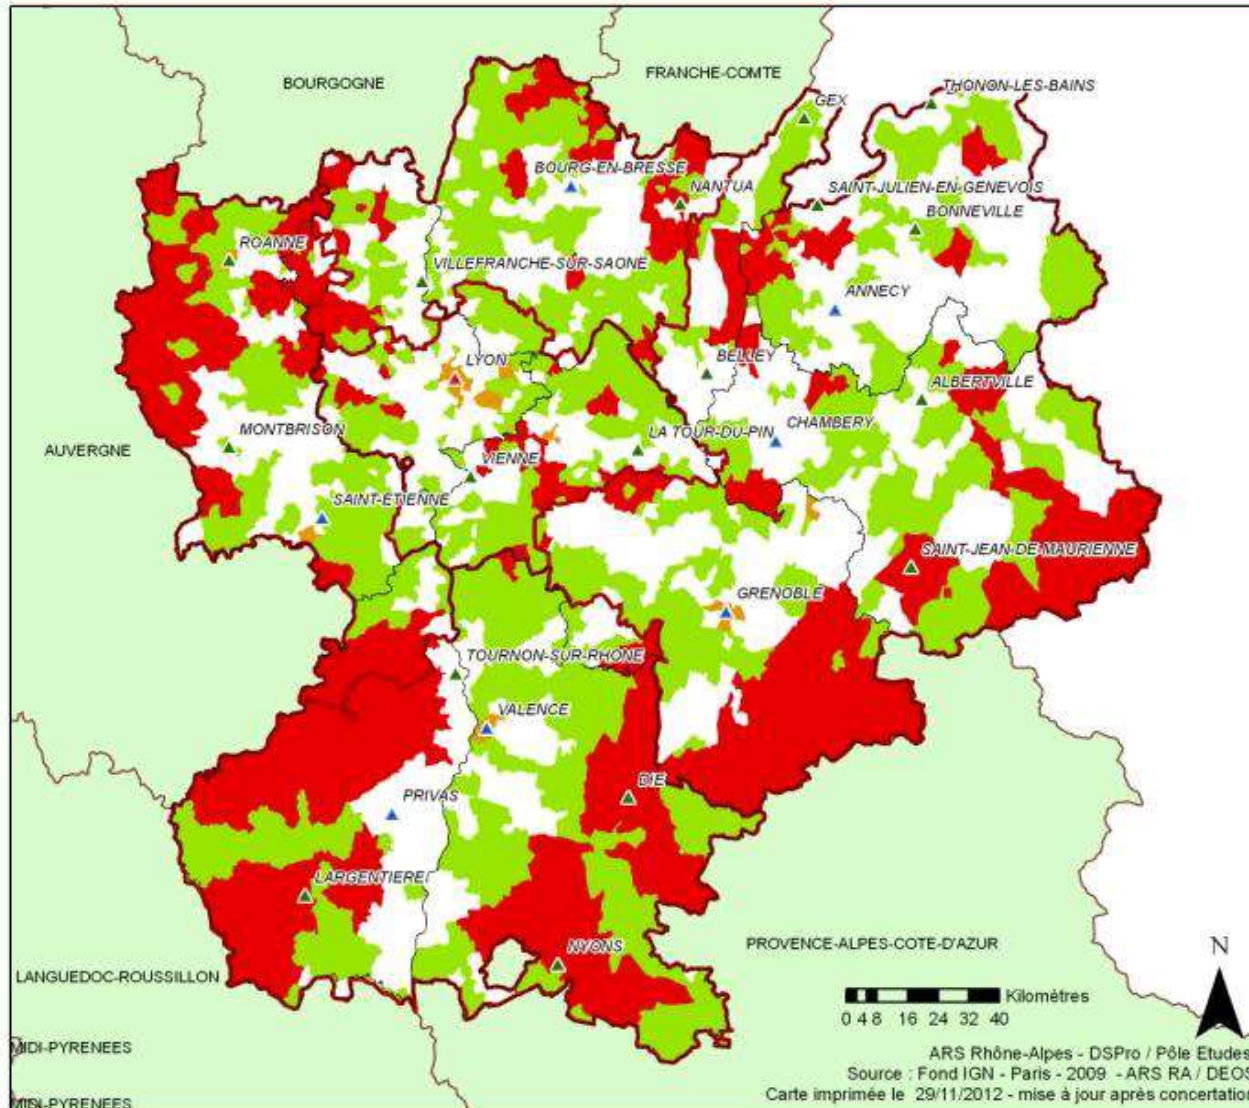 BOURGOGNE
FRANCHE-COMTE
THONON-LES-BAINS
GEX
BOURG-EN-BRESSE
NANTUA
SAINT-JULIEN-EN-GENEVOIS
BONNEVILLE
ROANNE
VILLEFRANCHE-SUR-SAONE
ANNECY
LYON
BELLEY
ALBERTVILLE
MONTBRISON
CHAMBERY
LA TOUR-DU-PIN
AUVERGNE
VIENNE
SAINT-ETIENNE
SAINT-JEAN-DE-MAURIENNE
GRENOBLE
TOURNON-SUR-RHONE
VALENCE
DIE
PRIVAS
LARGENTIERE
NYONS
PROVENCE-ALPES-COTE-D'AZUR
N
LANGUEDOC-ROUSSILLON
Kilomètres
0 4 8 16 24 32 40
MIDI-PYRENEES
ARS Rhône-Alpes - DSPro / Pôle Etudes
Source : Fond IGN - Paris - 2009 - ARS RA / DEOS
Carte imprimée le 29/11/2012 - mise à jour après concertation
MIDI-PYRENEES